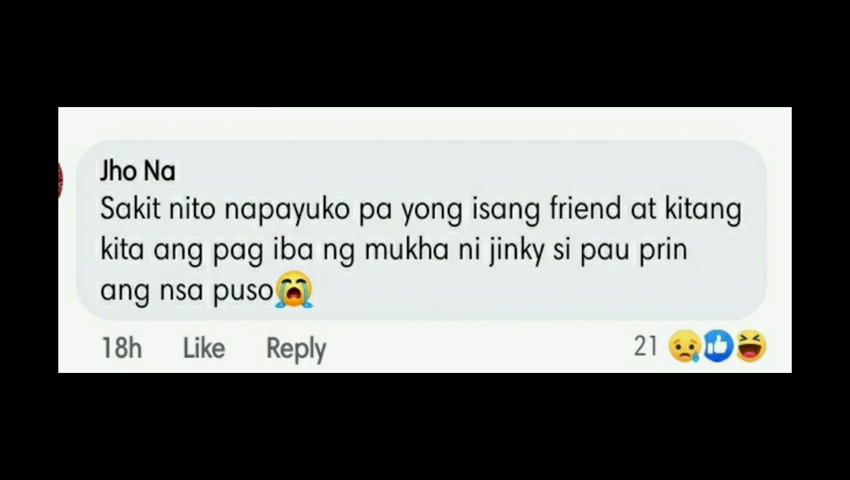 Jho Na
Sakit nito napayuko pa yong isang friend at kitang
kita ang pag iba ng mukha ni jinky si pau prin
ang nsa puso😭
18h Like Reply 21